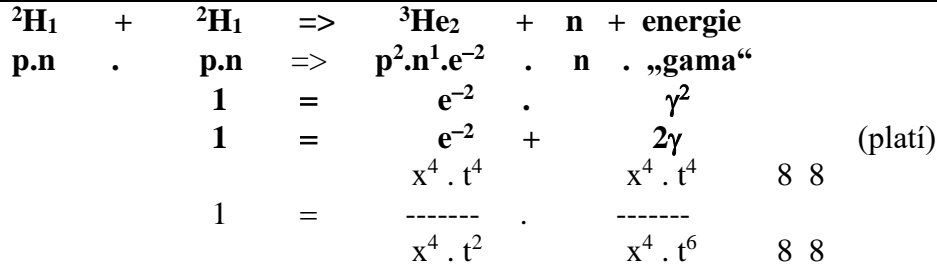 ²H₁ + ²H₁ => ³He₂ + n + energie
p.n . p.n => p².n¹.e⁻² . n . „gama“
1 = e⁻² . γ²
1 = e⁻² + 2γ (platí)
x⁴ . t⁴ x⁴ . t⁴ 8 8
1 = ------- . -------
x⁴ . t² x⁴ . t⁶ 8 8